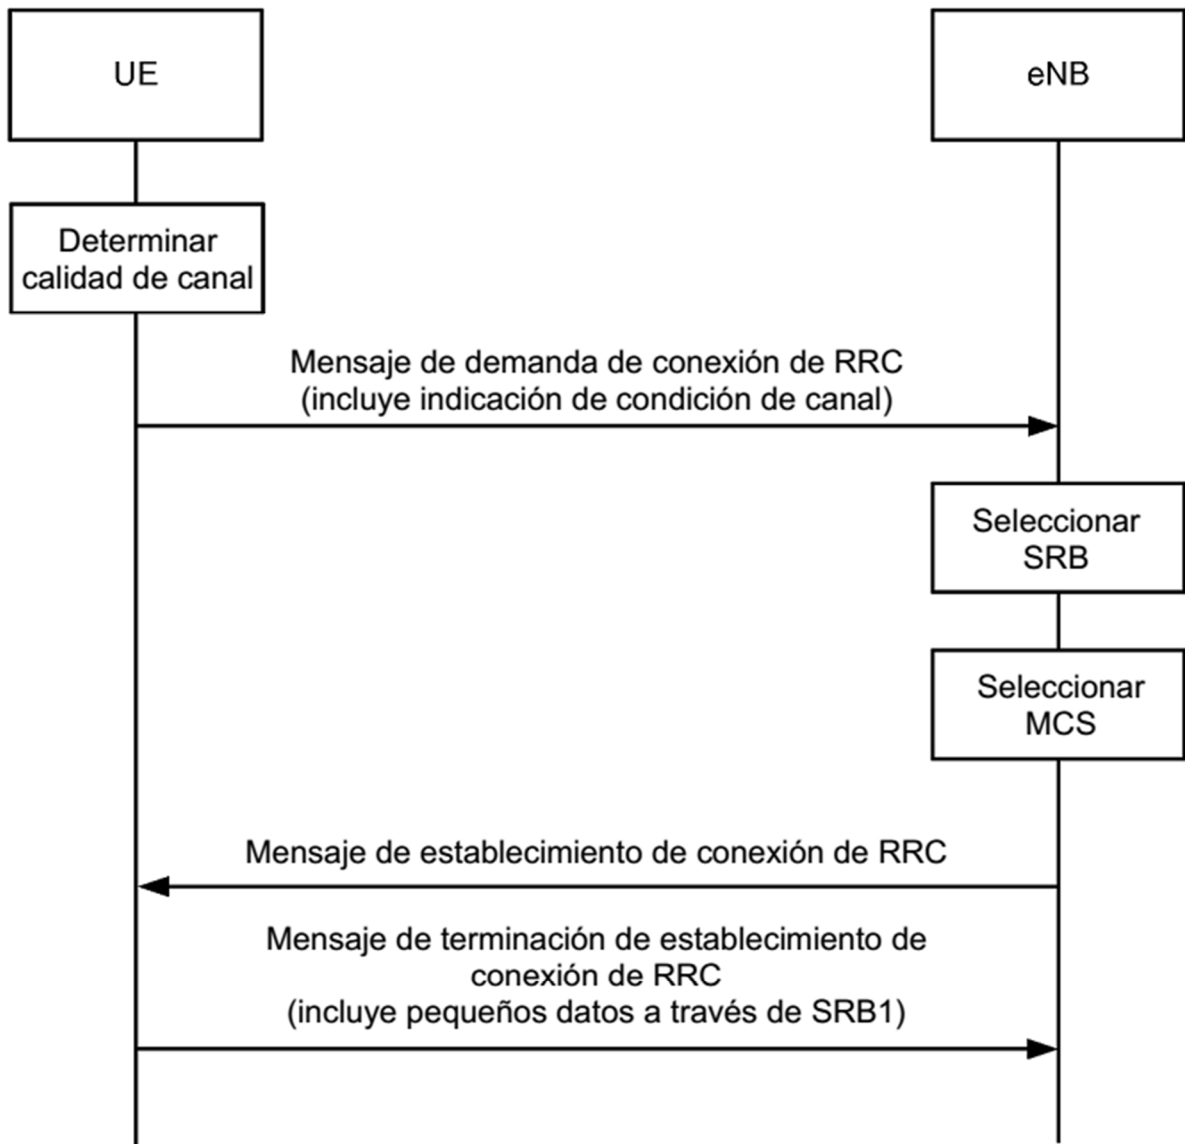 UE
eNB
Determinar
calidad de canal
Mensaje de demanda de conexión de RRC
(incluye indicación de condición de canal)
Seleccionar
SRB
Seleccionar
MCS
Mensaje de establecimiento de conexión de RRC
Mensaje de terminación de establecimiento de
conexión de RRC
(incluye pequeños datos a través de SRB1)